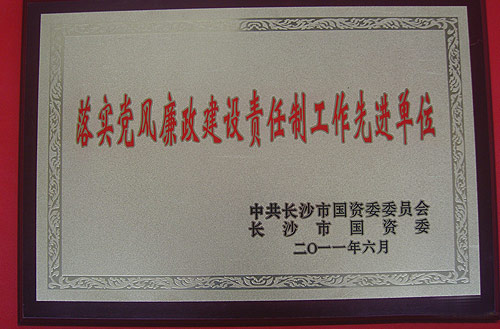 落实党风廉政建设责任制工作先进单位
中共长沙市国资委委员会
长沙市国资委
二〇一一年六月